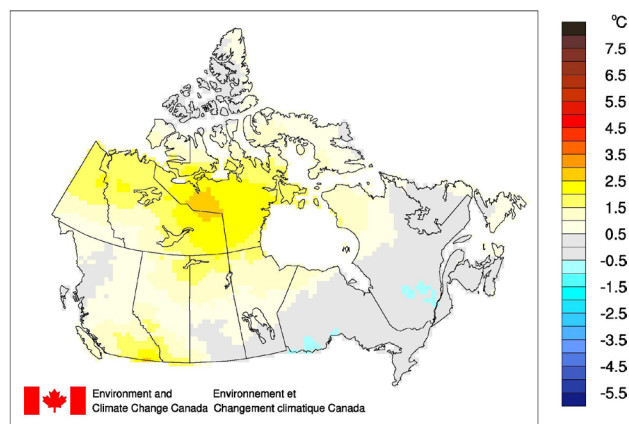 °C
7.5
6.5
5.5
4.5
3.5
2.5
1.5
0.5
-0.5
-1.5
-2.5
-3.5
-4.5
-5.5
Environment and
Climate Change Canada
Environnement et
Changement climatique Canada